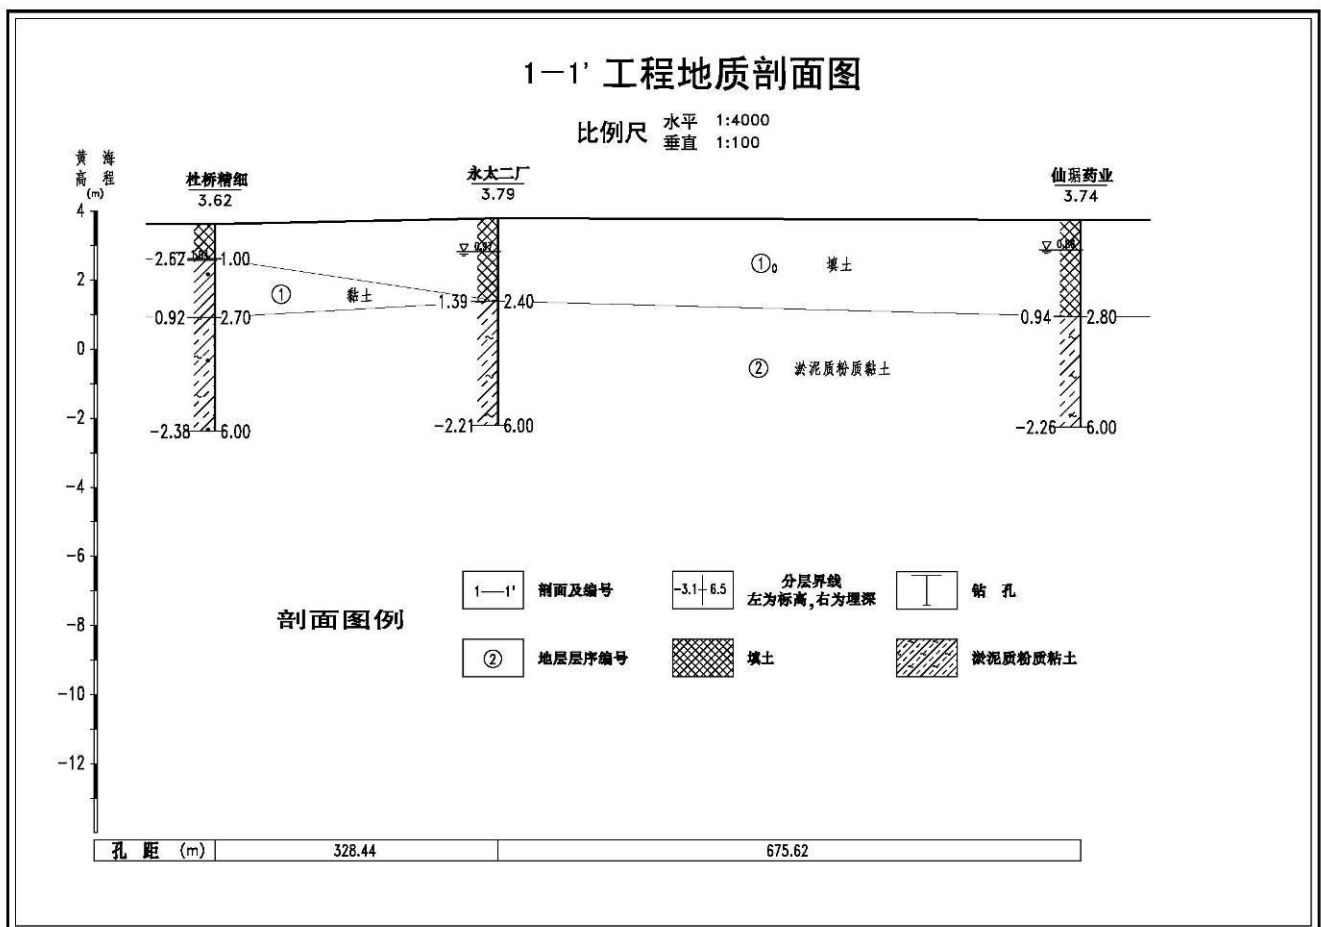 1—1' 工程地质剖面图
比例尺 水平 1:4000
垂直 1:100
黄 海
高 程
(m)
杜桥精细
3.62
永太二厂
3.79
仙琚药业
3.74
4
2
0
-2
-4
-6
-8
-10
-12
2.62 1.00
0.92 2.70
-2.38 6.00
1.39 2.40
-2.21 6.00
0.94 2.80
-2.26 6.00
① 黏土
①₀ 填土
② 淤泥质粉质黏土
剖面图例
1—1' 剖面及编号
-3.1 6.5 分层界线
左为标高,右为埋深
钻 孔
② 地层层序编号
填土
淤泥质粉质粘土
孔 距 (m) 328.44 675.62